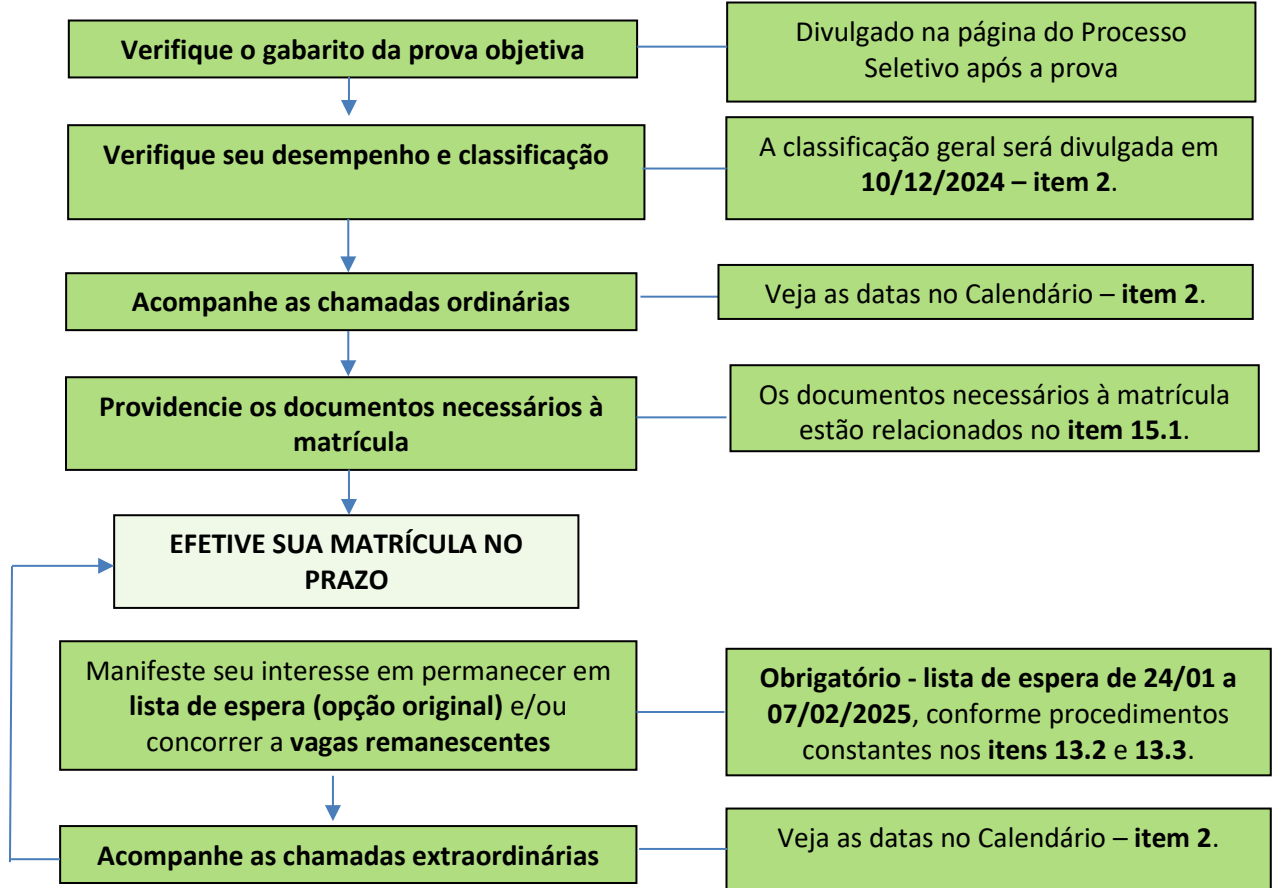 Verifique o gabarito da prova objetiva
Divulgado na página do Processo
Seletivo após a prova
Verifique seu desempenho e classificação
A classificação geral será divulgada em
10/12/2024 – item 2.
Acompanhe as chamadas ordinárias
Veja as datas no Calendário – item 2.
Providencie os documentos necessários à
matrícula
Os documentos necessários à matrícula
estão relacionados no item 15.1.
EFETIVE SUA MATRÍCULA NO
PRAZO
Manifeste seu interesse em permanecer em
lista de espera (opção original) e/ou
concorrer a vagas remanescentes
Obrigatório - lista de espera de 24/01 a
07/02/2025, conforme procedimentos
constantes nos itens 13.2 e 13.3.
Acompanhe as chamadas extraordinárias
Veja as datas no Calendário – item 2.